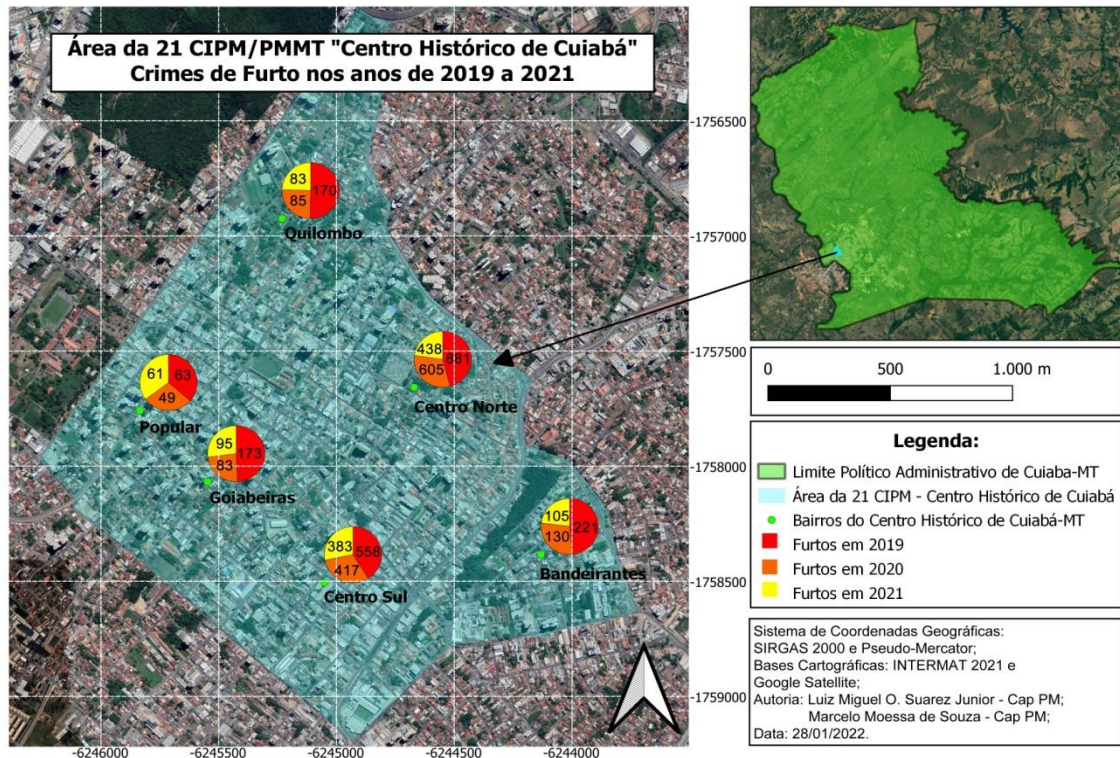 Área da 21 CIPM/PMMT "Centro Histórico de Cuiabá"
Crimes de Furto nos anos de 2019 a 2021
83
170
85
Quilombo
438
881
605
Centro Norte
61
63
49
Popular
95
173
83
Goiabeiras
383
558
417
Centro Sul
105
221
130
Bandeirantes
-1756500
-1757000
-1757500
-1758000
-1758500
-1759000
-6246000
-6245500
-6245000
-6244500
-6244000
0
500
1.000 m
Legenda:
Limite Político Administrativo de Cuiaba-MT
Área da 21 CIPM - Centro Histórico de Cuiabá
Bairros do Centro Histórico de Cuiabá-MT
Furtos em 2019
Furtos em 2020
Furtos em 2021
Sistema de Coordenadas Geográficas:
SIRGAS 2000 e Pseudo-Mercator;
Bases Cartográficas: INTERMAT 2021 e
Google Satellite;
Autoria: Luiz Miguel O. Suarez Junior - Cap PM;
Marcelo Moessa de Souza - Cap PM;
Data: 28/01/2022.